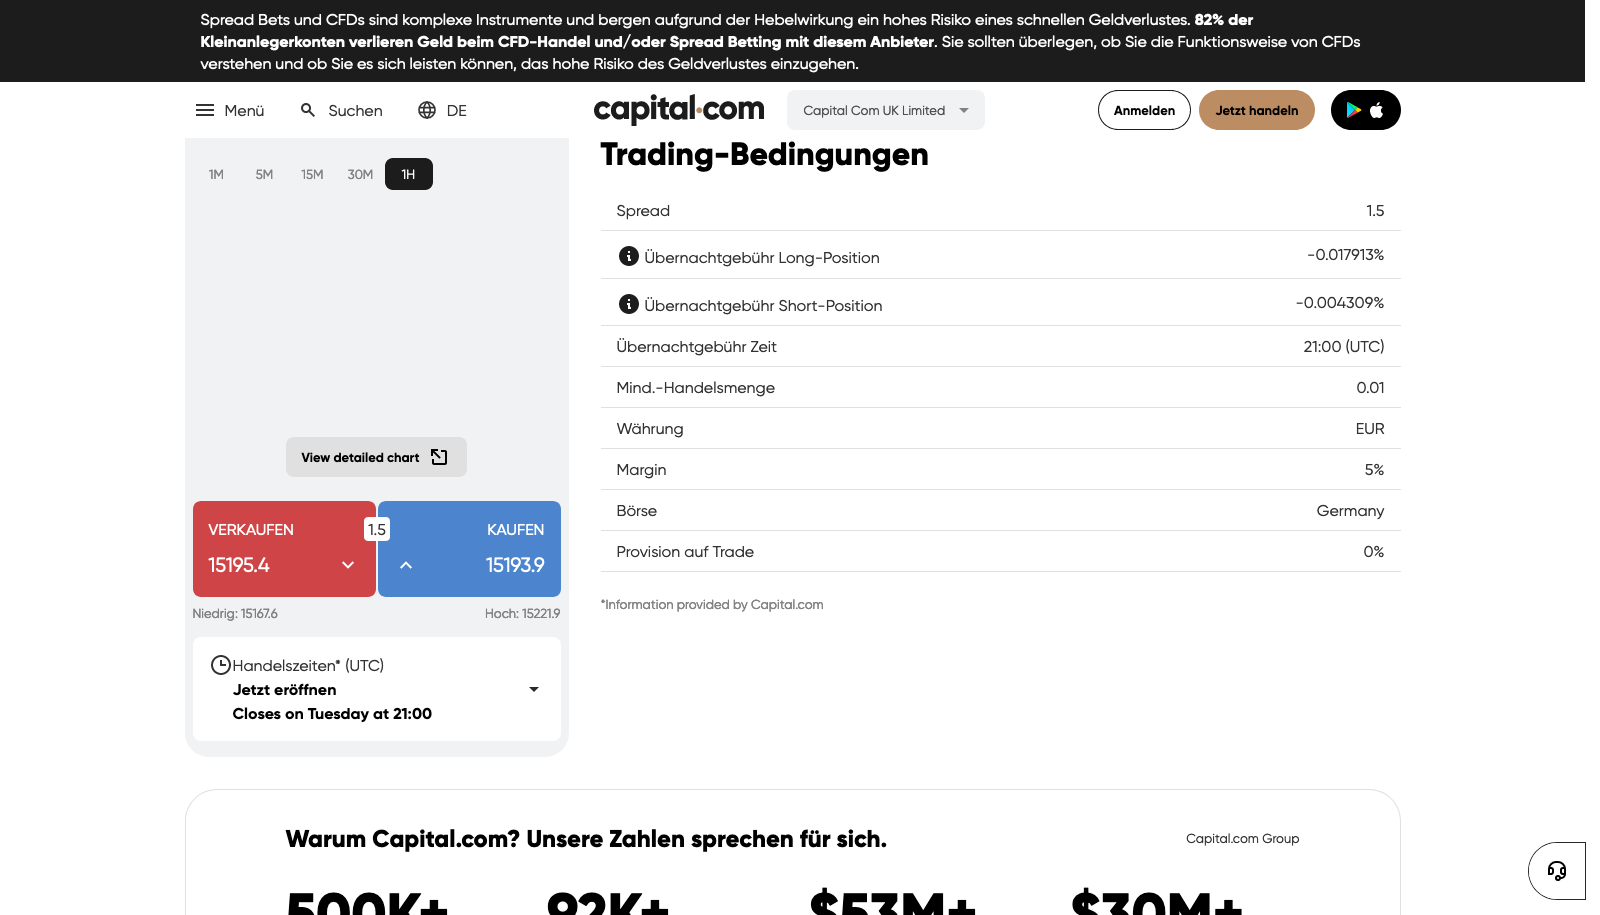 Spread Bets und CFDs sind komplexe Instrumente und bergen aufgrund der Hebelwirkung ein hohes Risiko eines schnellen Geldverlustes. 82% der
Kleinanlegerkonten verlieren Geld beim CFD-Handel und/oder Spread Betting mit diesem Anbieter. Sie sollten überlegen, ob Sie die Funktionsweise von CFDs
verstehen und ob Sie es sich leisten können, das hohe Risiko des Geldverlustes einzugehen.
Menü
Suchen
DE
capital.com
Capital Com UK Limited
Anmelden
Jetzt handeln
1M 5M 15M 30M 1H
View detailed chart
VERKAUFEN 1.5 KAUFEN
15195.4 15193.9
Niedrig: 15167.6 Hoch: 15221.9
Handelszeiten* (UTC)
Jetzt eröffnen
Closes on Tuesday at 21:00
Trading-Bedingungen
Spread 1.5
Übernachtgebühr Long-Position -0.017913%
Übernachtgebühr Short-Position -0.004309%
Übernachtgebühr Zeit 21:00 (UTC)
Mind.-Handelsmenge 0.01
Währung EUR
Margin 5%
Börse Germany
Provision auf Trade 0%
*Information provided by Capital.com
Warum Capital.com? Unsere Zahlen sprechen für sich.
Capital.com Group
500K+ 92K+ $53M+ $30M+